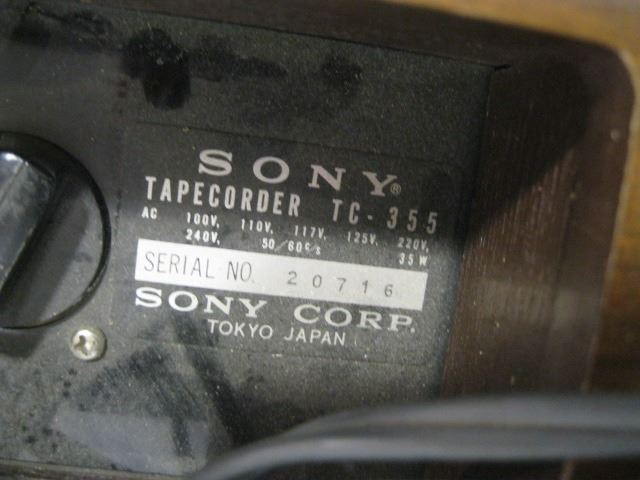 SONY®
TAPECORDER TC-355
AC 100V, 110V, 117V, 125V, 220V,
240V, 50/60c/s 35W
SERIAL NO. 20716
SONY CORP.
TOKYO JAPAN